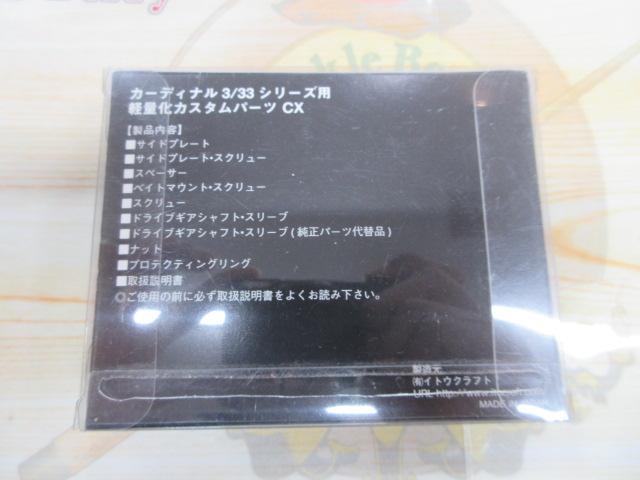 カーディナル 3/33 シリーズ用
軽量化カスタムパーツ CX
【製品内容】
■サイドプレート
■サイドプレート・スクリュー
■スペーサー
■ベイトマウント・スクリュー
■スクリュー
■ドライブギアシャフト・スリーブ
■ドライブギアシャフト・スリーブ ( 純正パーツ代替品 )
■ナット
■プロテクティングリング
■取扱説明書
◎ご使用の前に必ず取扱説明書をよくお読み下さい。
製造元
㈲イトウクラフト
URL http://www.
MADE